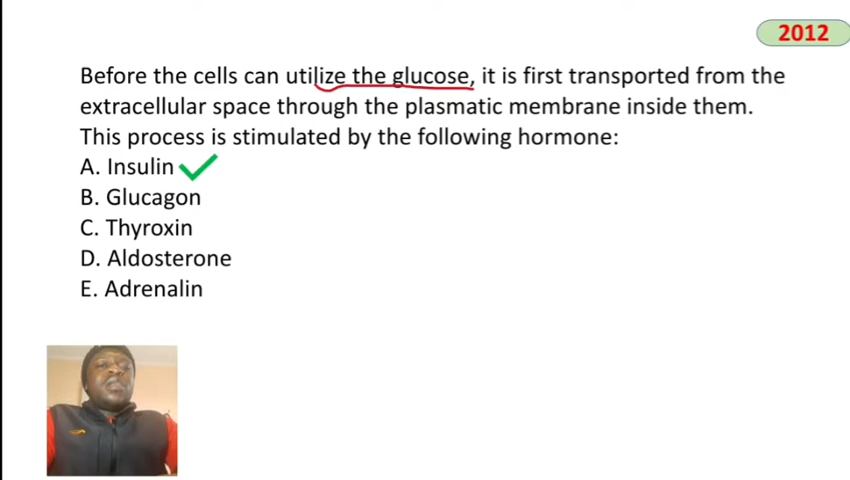 2012
Before the cells can utilize the glucose, it is first transported from the
extracellular space through the plasmatic membrane inside them.
This process is stimulated by the following hormone:
A. Insulin
B. Glucagon
C. Thyroxin
D. Aldosterone
E. Adrenalin